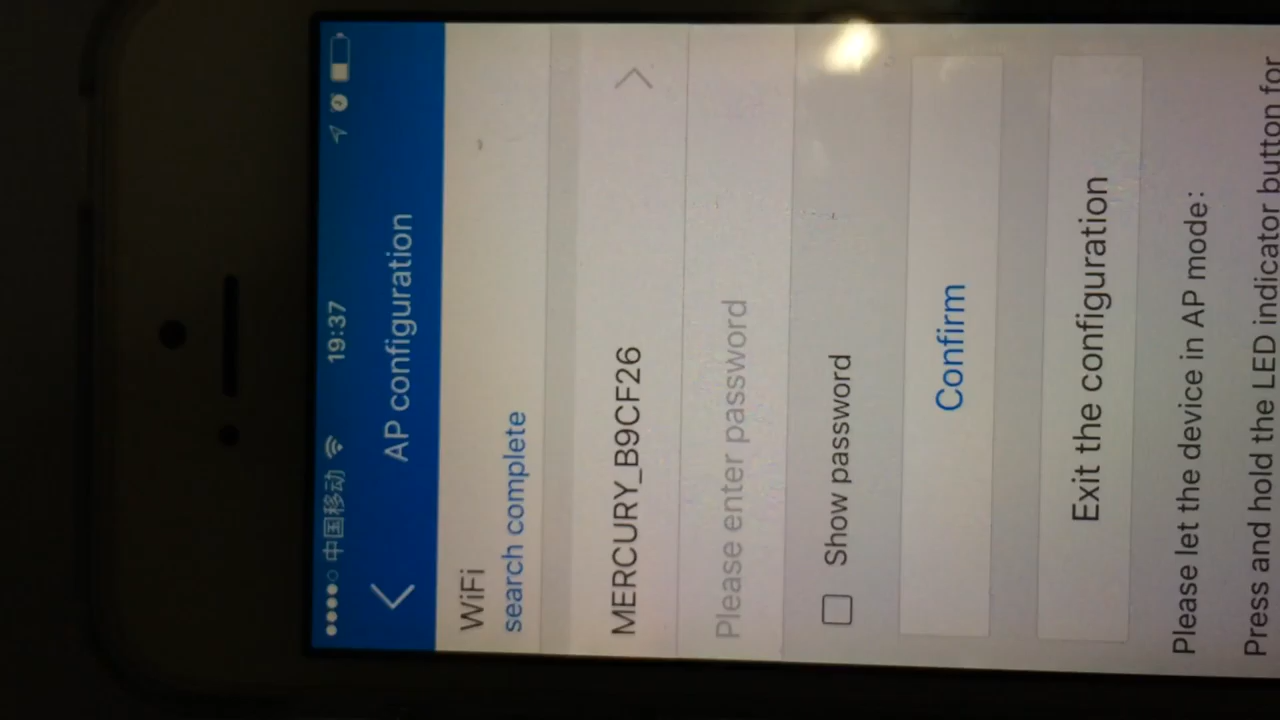 中国移动 19:37
AP configuration
WiFi
search complete
MERCURY_B9CF26
Please enter password
Show password
Confirm
Exit the configuration
Please let the device in AP mode:
Press and hold the LED indicator button for